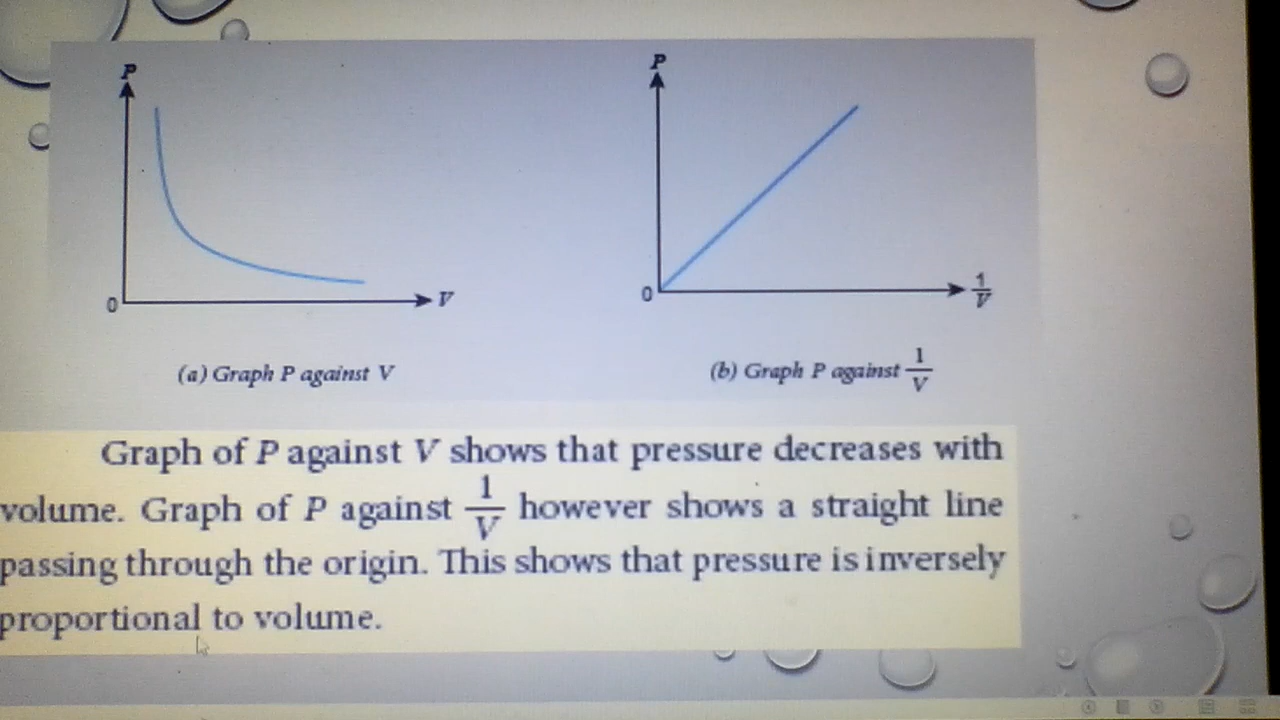 P
P
0
V
0
1/V
(a) Graph P against V
(b) Graph P against 1/V
Graph of P against V shows that pressure decreases with
volume. Graph of P against 1/V however shows a straight line
passing through the origin. This shows that pressure is inversely
proportional to volume.